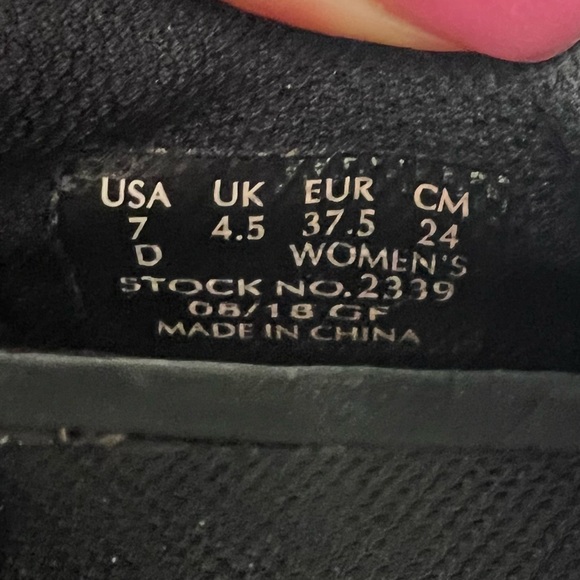 USA UK EUR CM
7 4.5 37.5 24
D WOMEN'S
STOCK NO.2339
08/18 GF
MADE IN CHINA